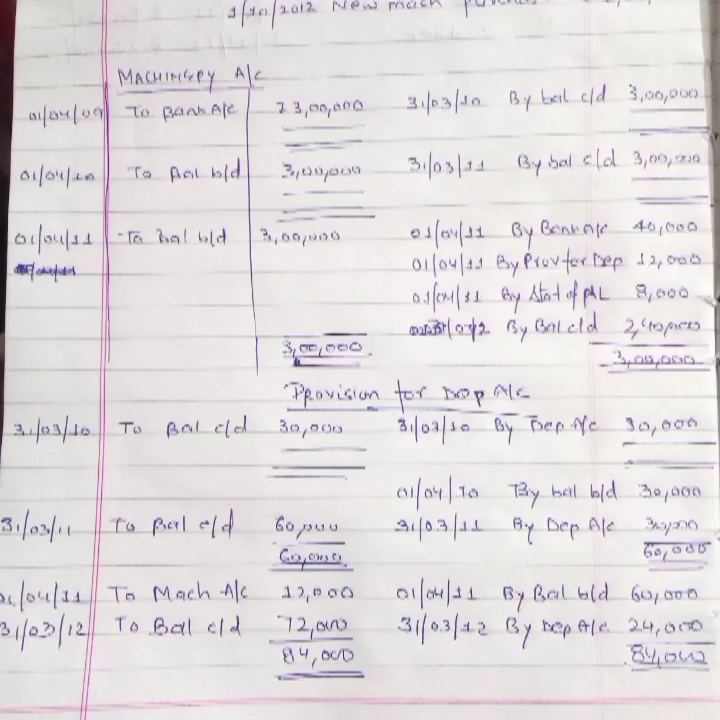 1/10/2012 New mach
MACHINERY A/c
01/04/09 To Bank A/c 23,00,000 31/03/10 By bal c/d 3,00,000
01/04/10 To Bal b/d 3,00,000 31/03/11 By bal c/d 3,00,000
01/04/11 To Bal b/d 3,00,000 01/04/11 By Bank A/c 40,000
01/04/11 By Prov for Dep 12,000
01/04/11 By Stat of P&L 8,000
By Bal c/d 2,40,000
3,00,000 3,00,000
Provision for Dep A/c
31/03/10 To Bal c/d 30,000 31/03/10 By Dep A/c 30,000
01/04/10 By bal b/d 30,000
31/03/11 To Bal c/d 60,000 31/03/11 By Dep A/c 30,000
60,000 60,000
01/04/11 To Mach A/c 12,000 01/04/11 By Bal b/d 60,000
31/03/12 To Bal c/d 72,000 31/03/12 By Dep A/c 24,000
84,000 84,000